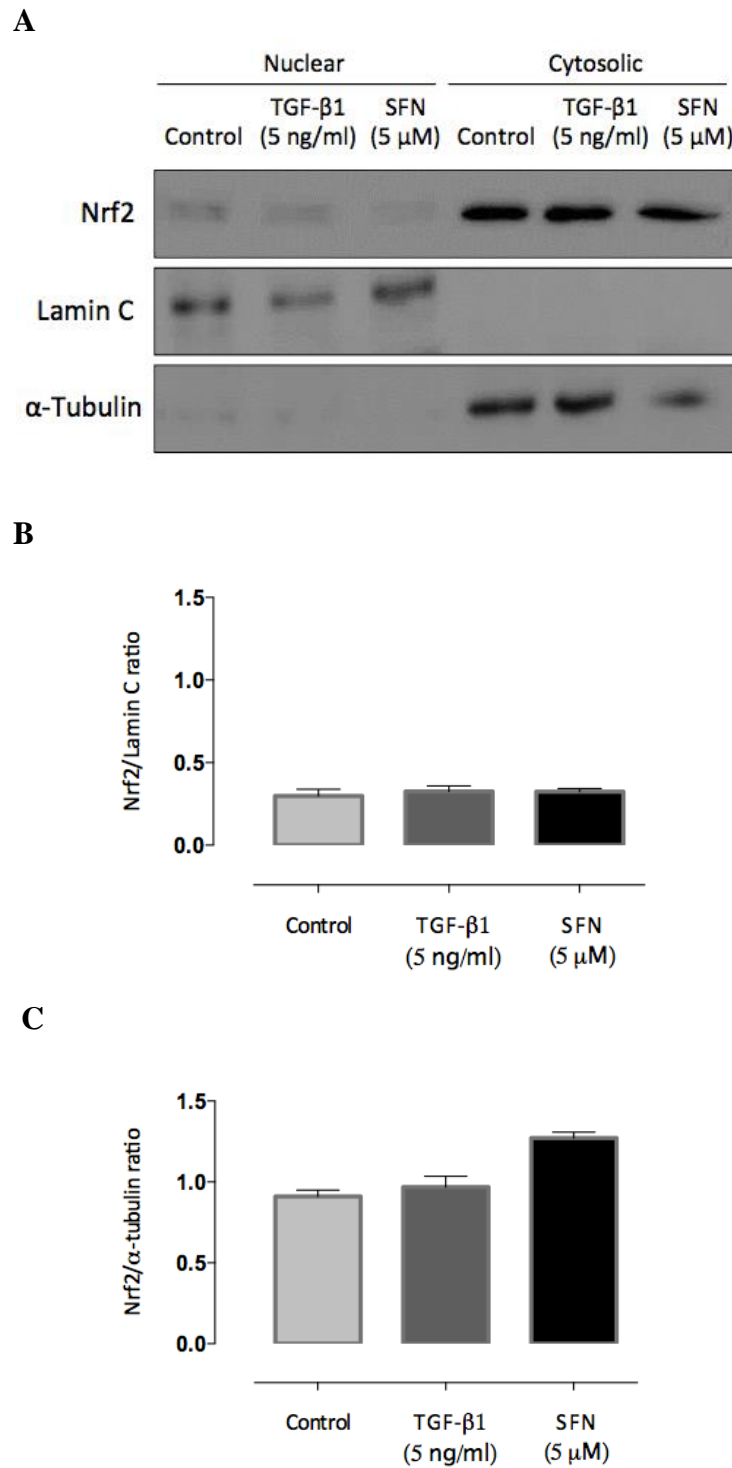 A
Nuclear Cytosolic
Control TGF-β1 (5 ng/ml) SFN (5 μM) Control TGF-β1 (5 ng/ml) SFN (5 μM)
Nrf2
Lamin C
α-Tubulin
B
Nrf2/Lamin C ratio
1.5
1.0
0.5
0.0
Control TGF-β1 SFN
(5 ng/ml) (5 μM)
C
Nrf2/α-tubulin ratio
1.5
1.0
0.5
0.0
Control TGF-β1 SFN
(5 ng/ml) (5 μM)